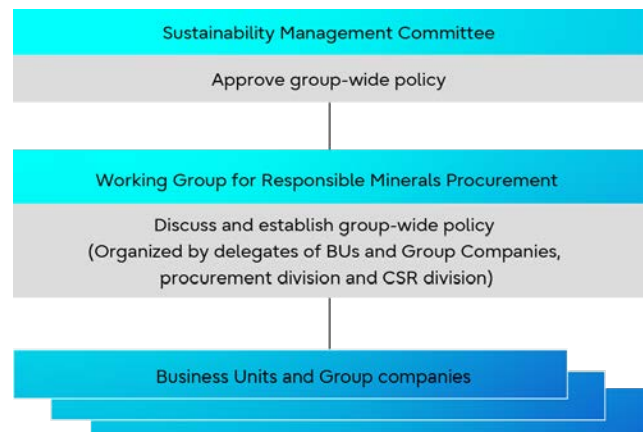 Sustainability Management Committee
Approve group-wide policy
Working Group for Responsible Minerals Procurement
Discuss and establish group-wide policy
(Organized by delegates of BUs and Group Companies,
procurement division and CSR division)
Business Units and Group companies